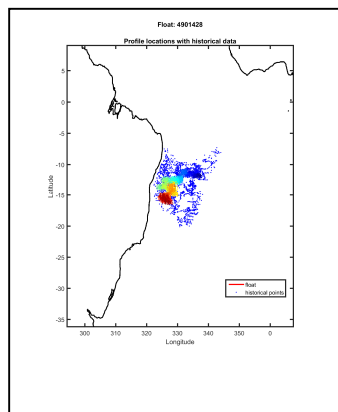 Float: 4901428
Profile locations with historical data
5
0
-5
-10
-15
-20
-25
-30
-35
Latitude
300 310 320 330 340 350 0
Longitude
float
historical points